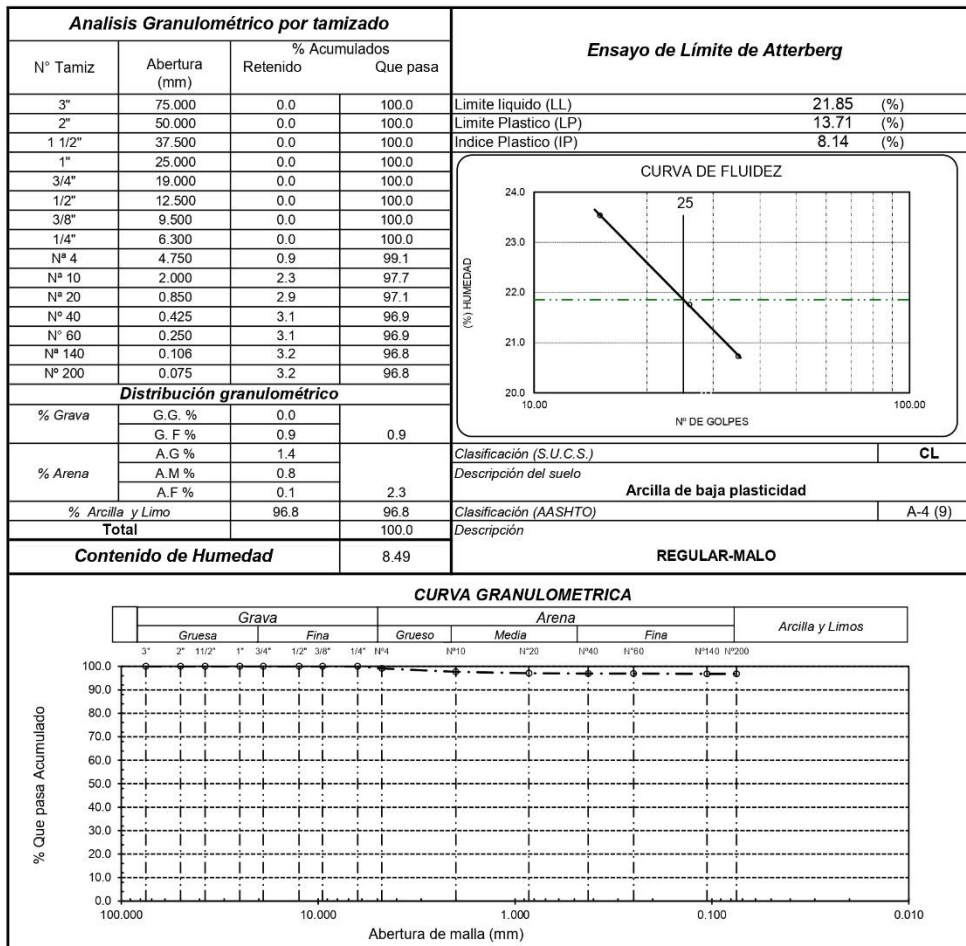 Analisis Granulométrico por tamizado
N° Tamiz Abertura (mm) % Acumulados
Retenido Que pasa
3" 75.000 0.0 100.0
2" 50.000 0.0 100.0
1 1/2" 37.500 0.0 100.0
1" 25.000 0.0 100.0
3/4" 19.000 0.0 100.0
1/2" 12.500 0.0 100.0
3/8" 9.500 0.0 100.0
1/4" 6.300 0.0 100.0
Nª 4 4.750 0.9 99.1
Nª 10 2.000 2.3 97.7
Nª 20 0.850 2.9 97.1
Nº 40 0.425 3.1 96.9
N° 60 0.250 3.1 96.9
Nª 140 0.106 3.2 96.8
Nº 200 0.075 3.2 96.8
Distribución granulométrico
% Grava G.G. % 0.0
G. F % 0.9 0.9
A.G % 1.4
% Arena A.M % 0.8
A.F % 0.1 2.3
% Arcilla y Limo 96.8 96.8
Total 100.0
Contenido de Humedad 8.49
Ensayo de Límite de Atterberg
Limite liquido (LL) 21.85 (%)
Limite Plastico (LP) 13.71 (%)
Indice Plastico (IP) 8.14 (%)
CURVA DE FLUIDEZ
24.0
25
23.0
22.0
21.0
20.0
(%) HUMEDAD
10.00 100.00
Nº DE GOLPES
Clasificación (S.U.C.S.) CL
Descripción del suelo
Arcilla de baja plasticidad
Clasificación (AASHTO) A-4 (9)
Descripción
REGULAR-MALO
CURVA GRANULOMETRICA
Grava Arena Arcilla y Limos
Gruesa Fina Grueso Media Fina
3" 2" 11/2" 1" 3/4" 1/2" 3/8" 1/4" Nº4 Nº10 N°20 Nº40 N°60 Nº140 Nº200
100.0
90.0
80.0
70.0
60.0
50.0
40.0
30.0
20.0
10.0
0.0
% Que pasa Acumulado
100.000 10.000 1.000 0.100 0.010
Abertura de malla (mm)